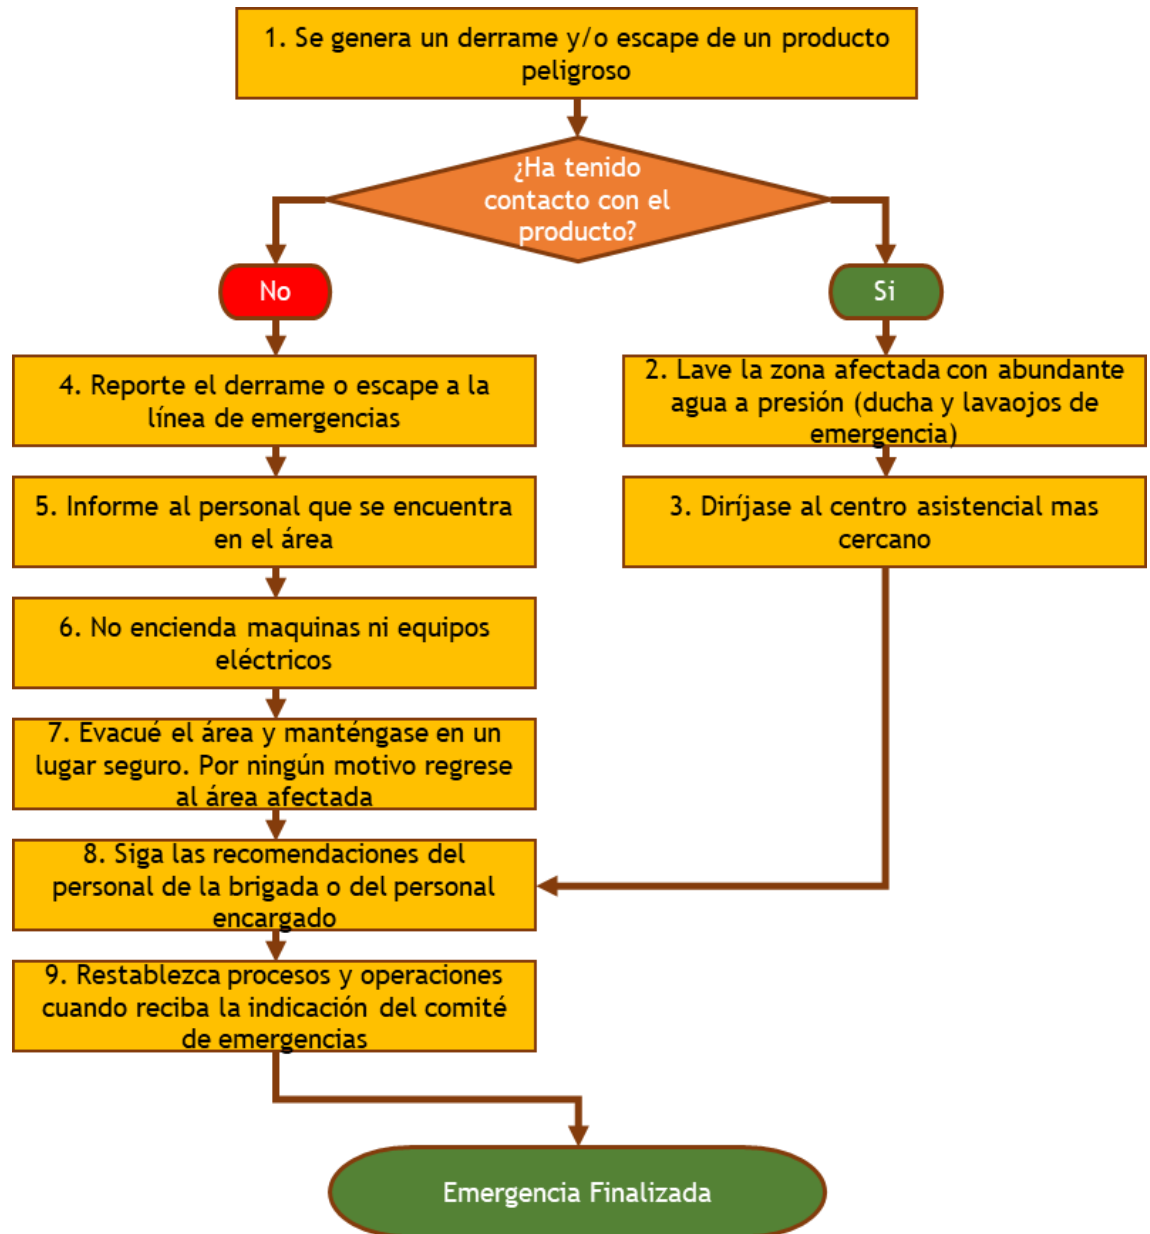 1. Se genera un derrame y/o escape de un producto
peligroso
¿Ha tenido
contacto con el
producto?
No
Si
4. Reporte el derrame o escape a la
línea de emergencias
2. Lave la zona afectada con abundante
agua a presión (ducha y lavaojos de
emergencia)
5. Informe al personal que se encuentra
en el área
3. Diríjase al centro asistencial mas
cercano
6. No encienda maquinas ni equipos
eléctricos
7. Evacué el área y manténgase en un
lugar seguro. Por ningún motivo regrese
al área afectada
8. Siga las recomendaciones del
personal de la brigada o del personal
encargado
9. Restablezca procesos y operaciones
cuando reciba la indicación del comité
de emergencias
Emergencia Finalizada